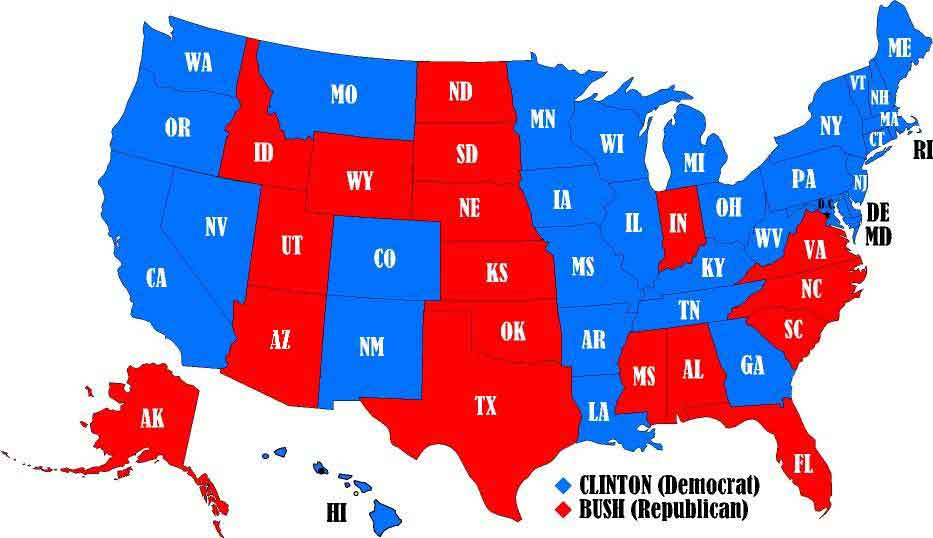 ME
WA
VT
MO
ND
NH
MN
MA
OR
NY
WI
CT
RI
ID
SD
MI
WY
PA
NJ
IA
NE
OH
DC
DE
IL
NV
IN
WV
MD
UT
CO
VA
MS
KY
KS
CA
NC
TN
SC
OK
AZ
NM
AR
GA
AL
MS
TX
LA
AK
FL
CLINTON (Democrat)
HI
BUSH (Republican)